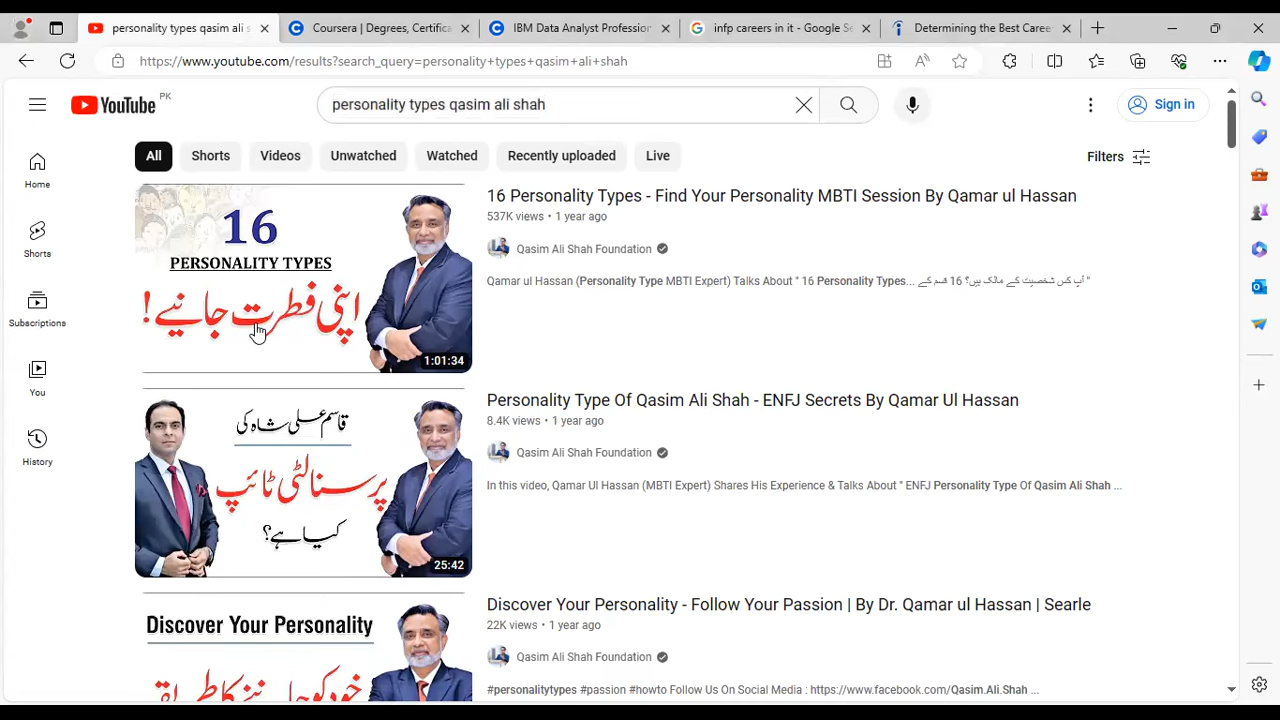 personality types qasim ali s
Coursera | Degrees, Certifica
IBM Data Analyst Profession
infp careers in it - Google Se
Determining the Best Caree
https://www.youtube.com/results?search_query=personality+types+qasim+ali+shah
YouTube PK
personality types qasim ali shah
Sign in
All
Shorts
Videos
Unwatched
Watched
Recently uploaded
Live
Filters
Home
Shorts
Subscriptions
You
History
16
PERSONALITY TYPES
اپنی فطرت جانیے!
1:01:34
16 Personality Types - Find Your Personality MBTI Session By Qamar ul Hassan
537K views • 1 year ago
Qasim Ali Shah Foundation
Qamar ul Hassan (Personality Type MBTI Expert) Talks About " 16 Personality Types... آپ کس شخصیت کے مالک ہیں؟ 16 قسم کے "
قاسم علی شاہ کی
پرسنالٹی ٹائپ
کیا ہے؟
25:42
Personality Type Of Qasim Ali Shah - ENFJ Secrets By Qamar Ul Hassan
8.4K views • 1 year ago
Qasim Ali Shah Foundation
In this video, Qamar Ul Hassan (MBTI Expert) Shares His Experience & Talks About " ENFJ Personality Type Of Qasim Ali Shah ...
Discover Your Personality
خود کو جاننے کا طریقہ
Discover Your Personality - Follow Your Passion | By Dr. Qamar ul Hassan | Searle
22K views • 1 year ago
Qasim Ali Shah Foundation
#personalitytypes #passion #howto Follow Us On Social Media : https://www.facebook.com/Qasim.Ali.Shah ...